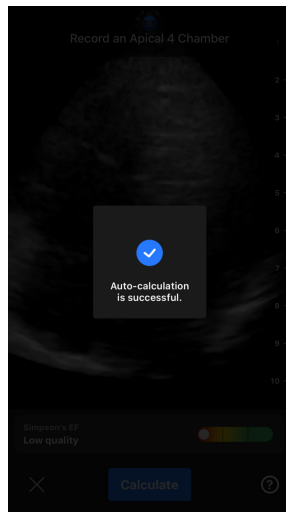 Record an Apical 4 Chamber
2
3
4
5
6
7
8
9
10
Auto-calculation
is successful.
Simpson's EF
Low quality
Calculate
?